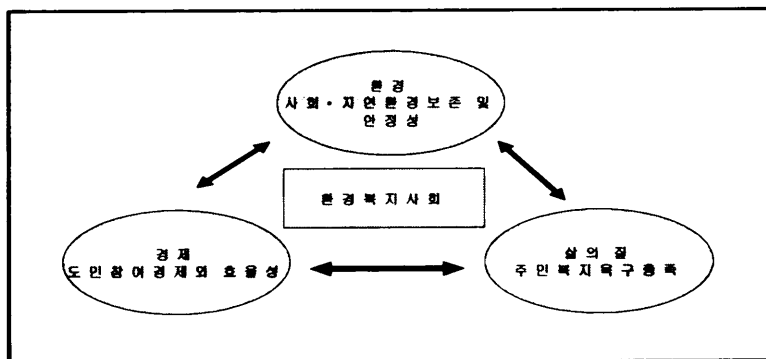 환경
사회·자연환경보존 및
안정성
환경복지사회
경제
도민참여경제와 효율성
삶의 질
주민복지욕구충족